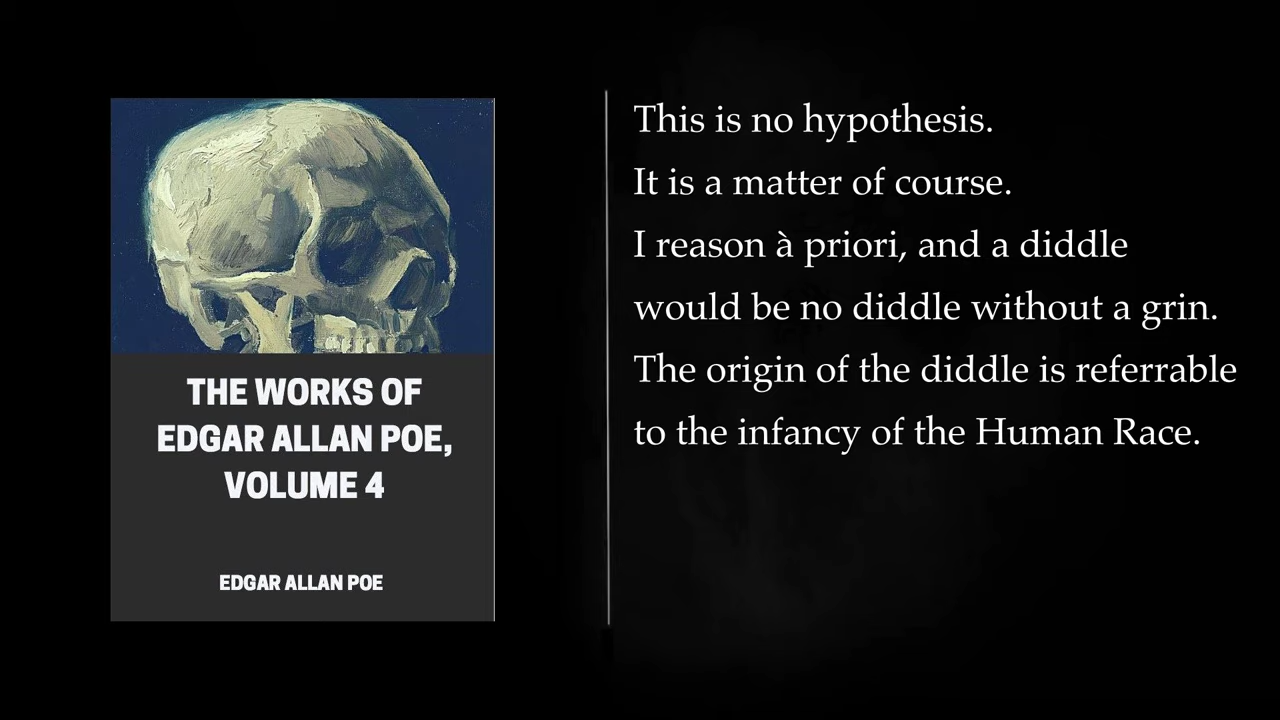 THE WORKS OF
EDGAR ALLAN POE,
VOLUME 4
EDGAR ALLAN POE
This is no hypothesis.
It is a matter of course.
I reason à priori, and a diddle
would be no diddle without a grin.
The origin of the diddle is referrable
to the infancy of the Human Race.